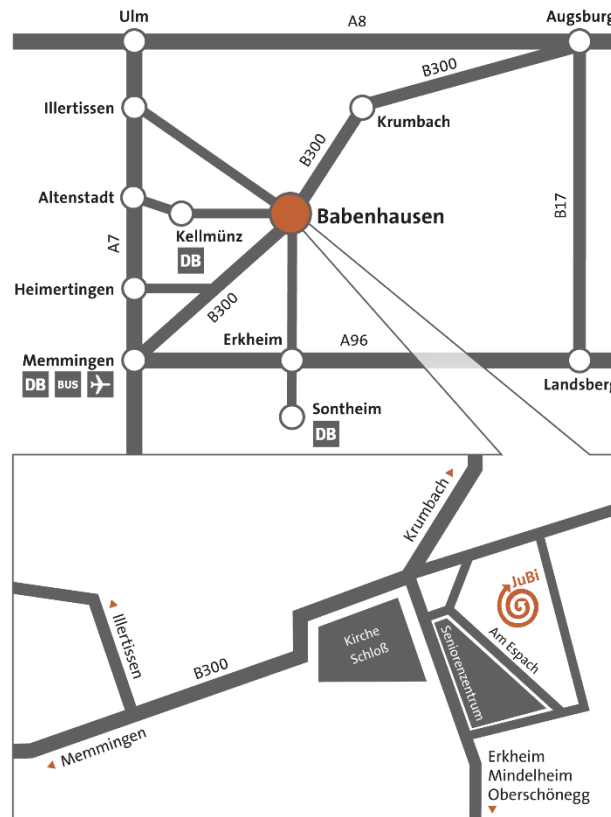 Ulm
A8
Augsburg
B300
Illertissen
Krumbach
B300
Altenstadt
Babenhausen
B17
Kellmünz
DB
A7
Heimertingen
B300
Erkheim
A96
Memmingen
DB BUS
Landsberg
Sontheim
DB
Krumbach
JuBi
Illertissen
Kirche
Schloß
Am Espach
Seniorenzentrum
B300
Memmingen
Erkheim
Mindelheim
Oberschönegg